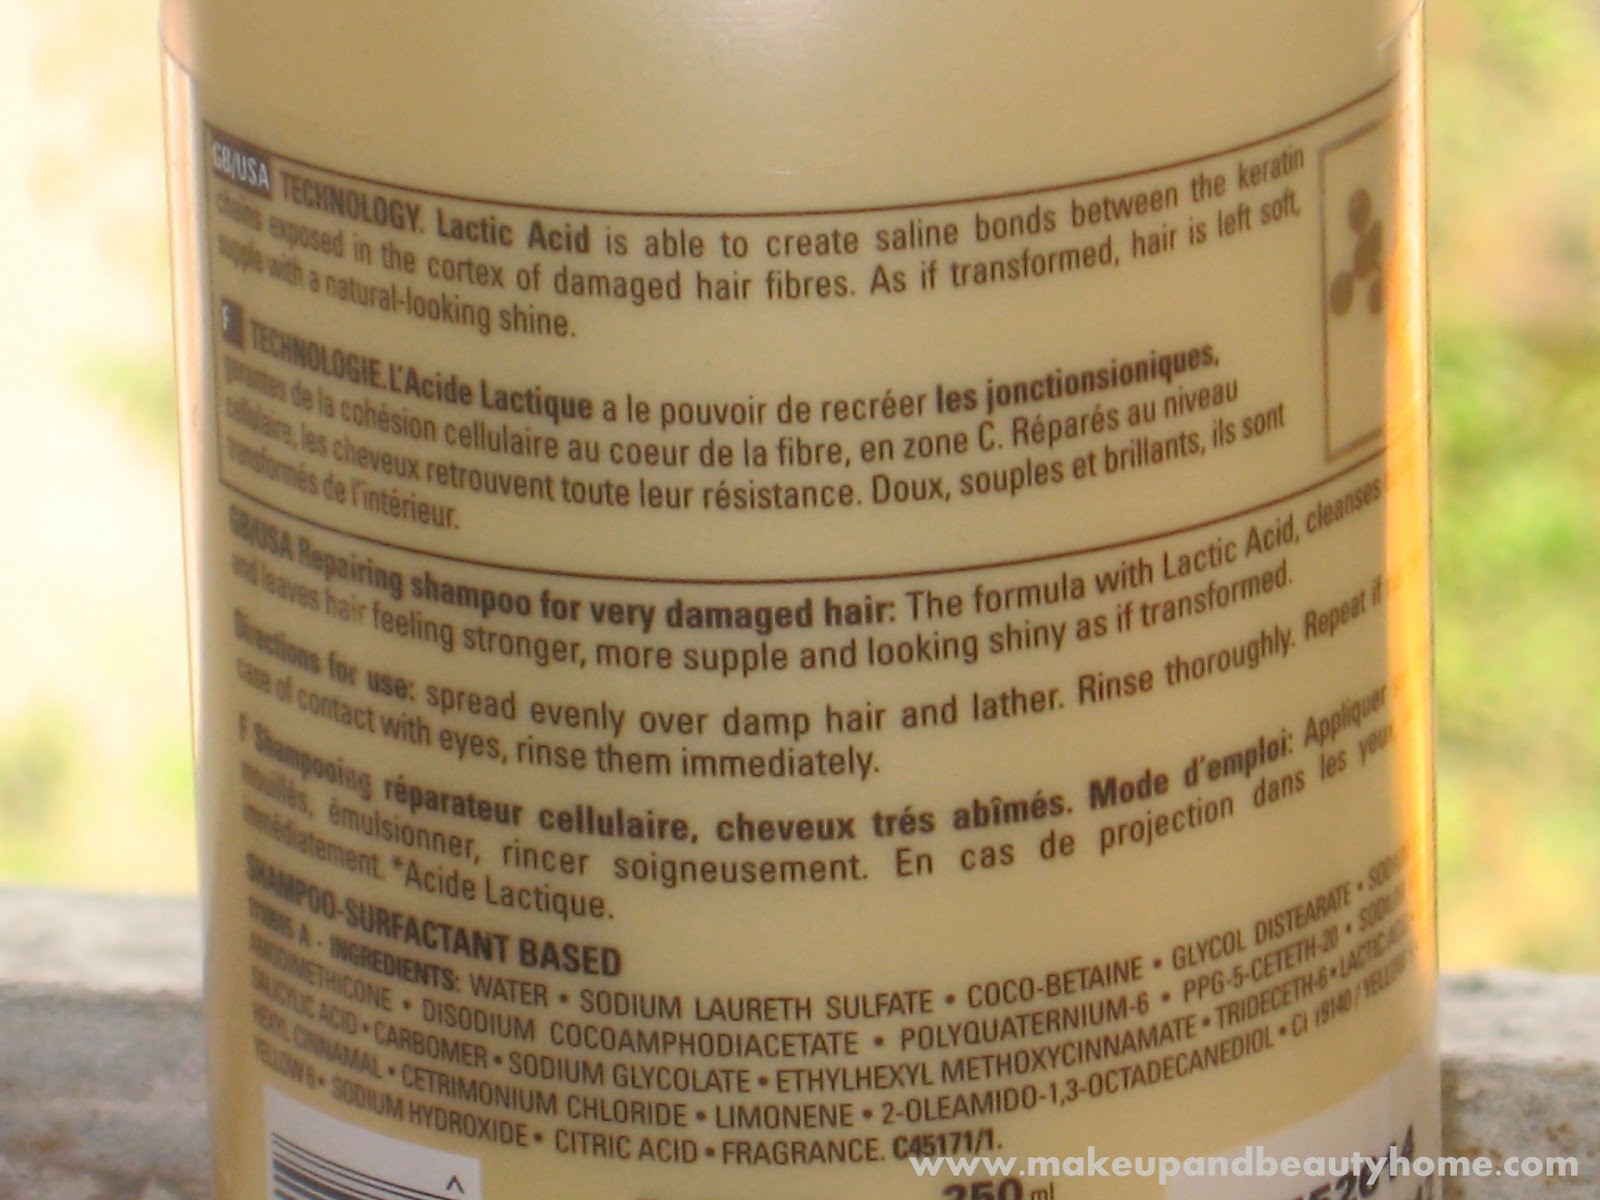 GB/USA TECHNOLOGY. Lactic Acid is able to create saline bonds between the keratin
chains exposed in the cortex of damaged hair fibres. As if transformed, hair is left soft,
supple with a natural-looking shine.
F TECHNOLOGIE.L'Acide Lactique a le pouvoir de recréer les jonctionsioniques,
garantes de la cohésion cellulaire au coeur de la fibre, en zone C. Réparés au niveau
cellulaire, les cheveux retrouvent toute leur résistance. Doux, souples et brillants, ils sont
transformés de l'intérieur.
GB/USA Repairing shampoo for very damaged hair: The formula with Lactic Acid, cleanses
and leaves hair feeling stronger, more supple and looking shiny as if transformed.
Directions for use: spread evenly over damp hair and lather. Rinse thoroughly. Repeat if
case of contact with eyes, rinse them immediately.
F Shampooing réparateur cellulaire, cheveux trés abîmés. Mode d'emploi: Appliquer
mouillés, émulsionner, rincer soigneusement. En cas de projection dans les yeux
immédiatement. *Acide Lactique.
SHAMPOO-SURFACTANT BASED
A - INGREDIENTS: WATER • SODIUM LAURETH SULFATE • COCO-BETAINE • GLYCOL DISTEARATE •
AMODIMETHICONE • DISODIUM COCOAMPHODIACETATE • POLYQUATERNIUM-6 • PPG-5-CETETH-20 •
SALICYLIC ACID • CARBOMER • SODIUM GLYCOLATE • ETHYLHEXYL METHOXYCINNAMATE • TRIDECETH-6 • LACTIC
HEXYL CINNAMAL • CETRIMONIUM CHLORIDE • LIMONENE • 2-OLEAMIDO-1,3-OCTADECANEDIOL • CI 19140 / YELLOW
YELLOW 6 • SODIUM HYDROXIDE • CITRIC ACID • FRAGRANCE. C45171/1.
250 ml
www.makeupandbeautyhome.com